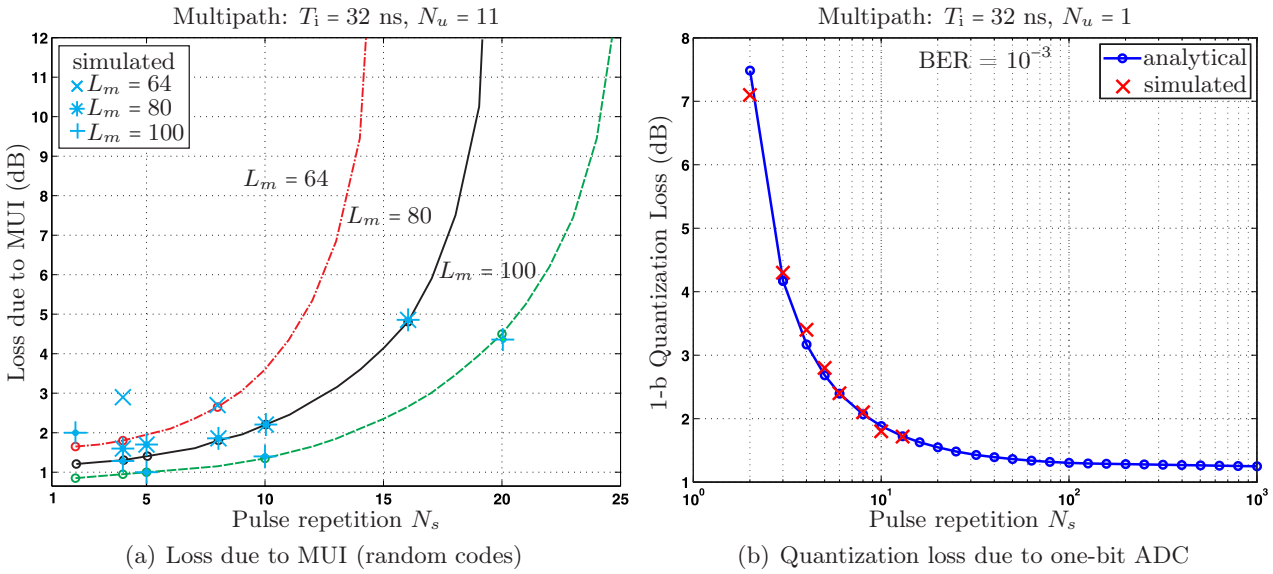 Multipath: Tᵢ = 32 ns, Nᵤ = 11
Loss due to MUI (dB)
12
11
10
9
8
7
6
5
4
3
2
1
simulated
Lₘ = 64
Lₘ = 80
Lₘ = 100
Lₘ = 64
Lₘ = 80
Lₘ = 100
1 5 10 15 20 25
Pulse repetition Nₛ
(a) Loss due to MUI (random codes)
Multipath: Tᵢ = 32 ns, Nᵤ = 1
1-b Quantization Loss (dB)
8
7
6
5
4
3
2
1
BER = 10⁻³
analytical
simulated
10⁰ 10¹ 10² 10³
Pulse repetition Nₛ
(b) Quantization loss due to one-bit ADC